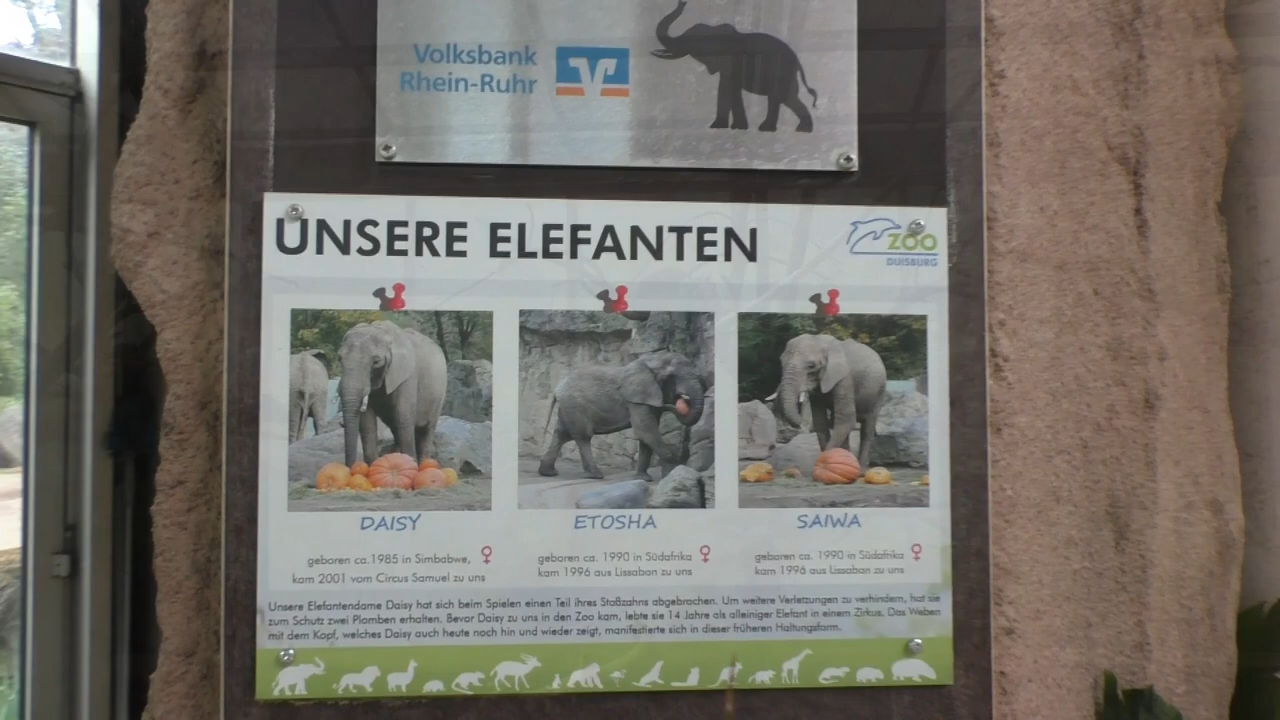 Volksbank
Rhein-Ruhr
UNSERE ELEFANTEN
ZOO
DUISBURG
DAISY
geboren ca.1985 in Simbabwe,
kam 2001 vom Circus Samuel zu uns
ETOSHA
geboren ca. 1990 in Südafrika
kam 1996 aus Lissabon zu uns
SAIWA
geboren ca. 1990 in Südafrika
kam 1996 aus Lissabon zu uns
Unsere Elefantendame Daisy hat sich beim Spielen einen Teil ihres Stoßzahns abgebrochen. Um weitere Verletzungen zu verhindern, hat sie
zum Schutz zwei Plomben erhalten. Bevor Daisy zu uns in den Zoo kam, lebte sie 14 Jahre als alleiniger Elefant in einem Zirkus. Das Weben
mit dem Kopf, welches Daisy auch heute noch hin und wieder zeigt, manifestierte sich in dieser früheren Haltungsform.